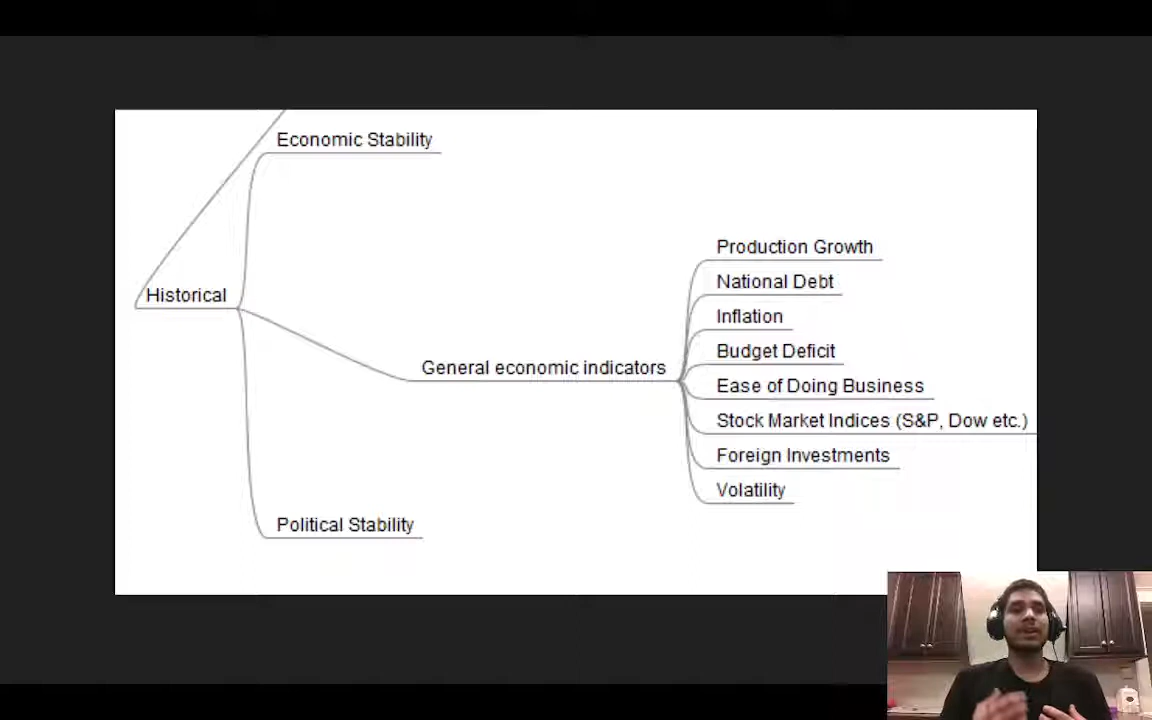 Economic Stability
Historical
General economic indicators
Production Growth
National Debt
Inflation
Budget Deficit
Ease of Doing Business
Stock Market Indices (S&P, Dow etc.)
Foreign Investments
Volatility
Political Stability